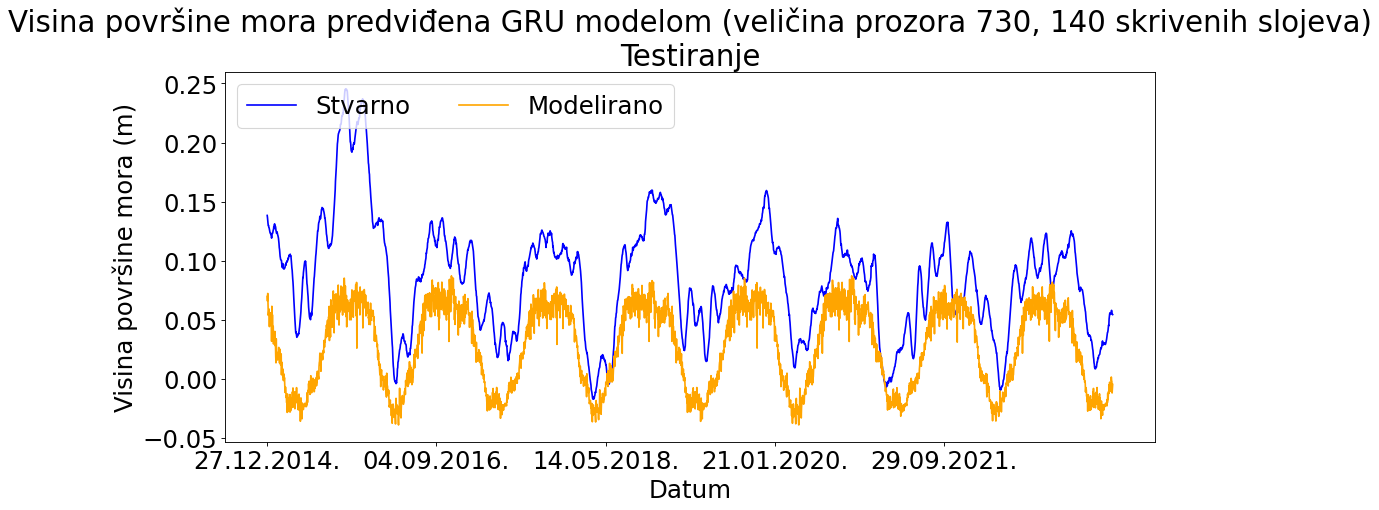 Visina površine mora predviđena GRU modelom (veličina prozora 730, 140 skrivenih slojeva)
Testiranje
Stvarno
Modelirano
Visina površine mora (m)
0.25
0.20
0.15
0.10
0.05
0.00
−0.05
27.12.2014.
04.09.2016.
14.05.2018.
21.01.2020.
29.09.2021.
Datum